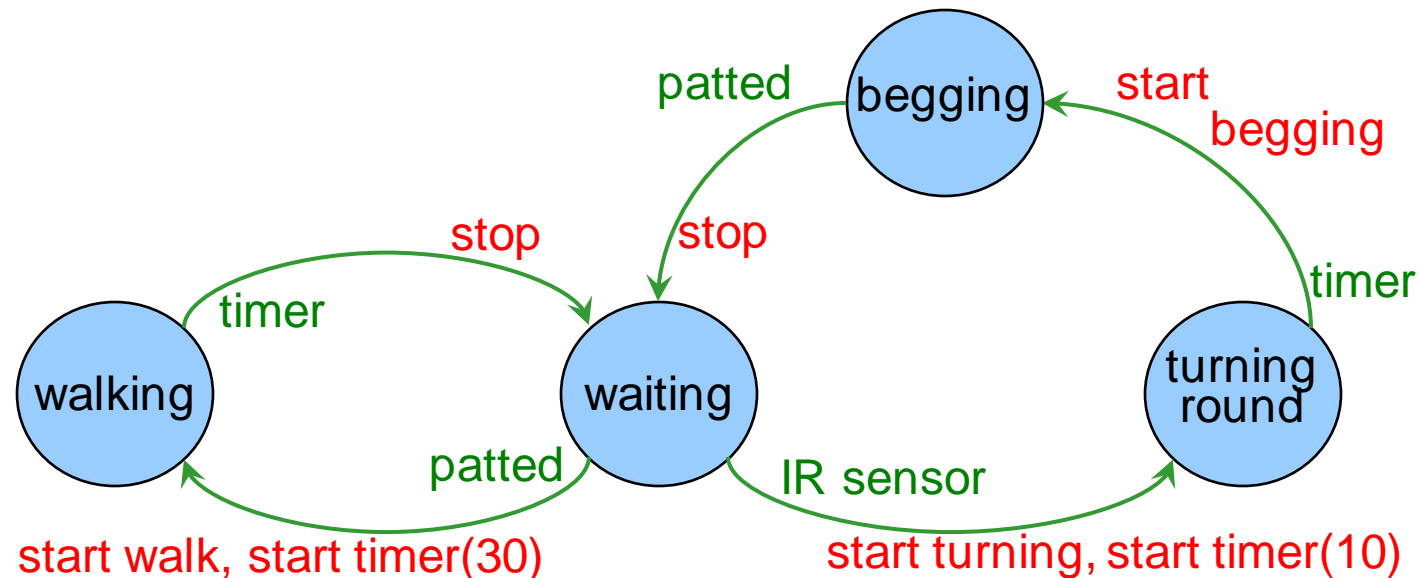 patted
begging
start
begging
stop
stop
timer
timer
walking
waiting
turning
round
patted
IR sensor
start walk, start timer(30)
start turning, start timer(10)